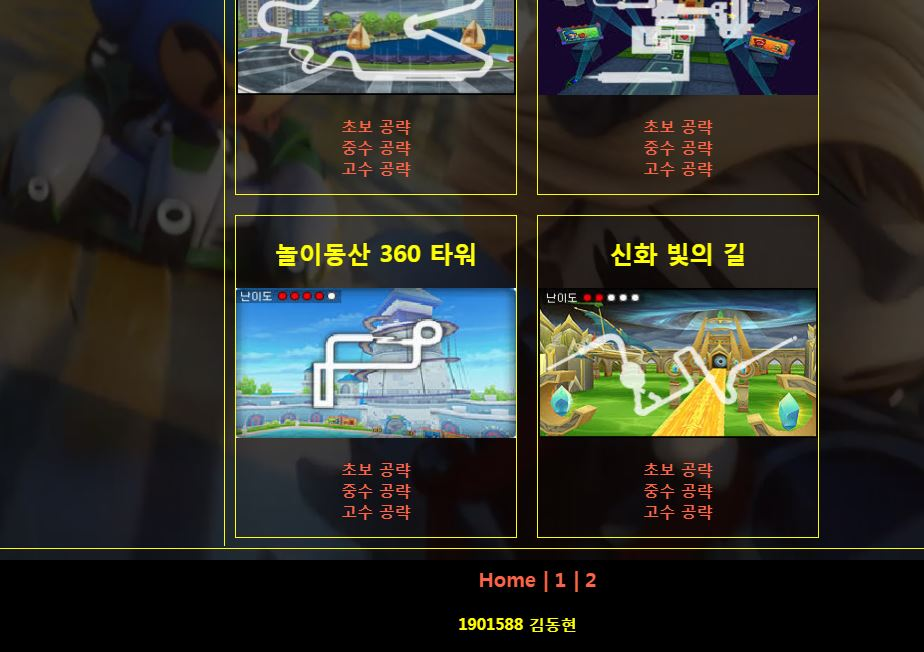 초보 공략
중수 공략
고수 공략
초보 공략
중수 공략
고수 공략
놀이동산 360 타워
난이도
초보 공략
중수 공략
고수 공략
신화 빛의 길
난이도
초보 공략
중수 공략
고수 공략
Home | 1 | 2
1901588 김동현